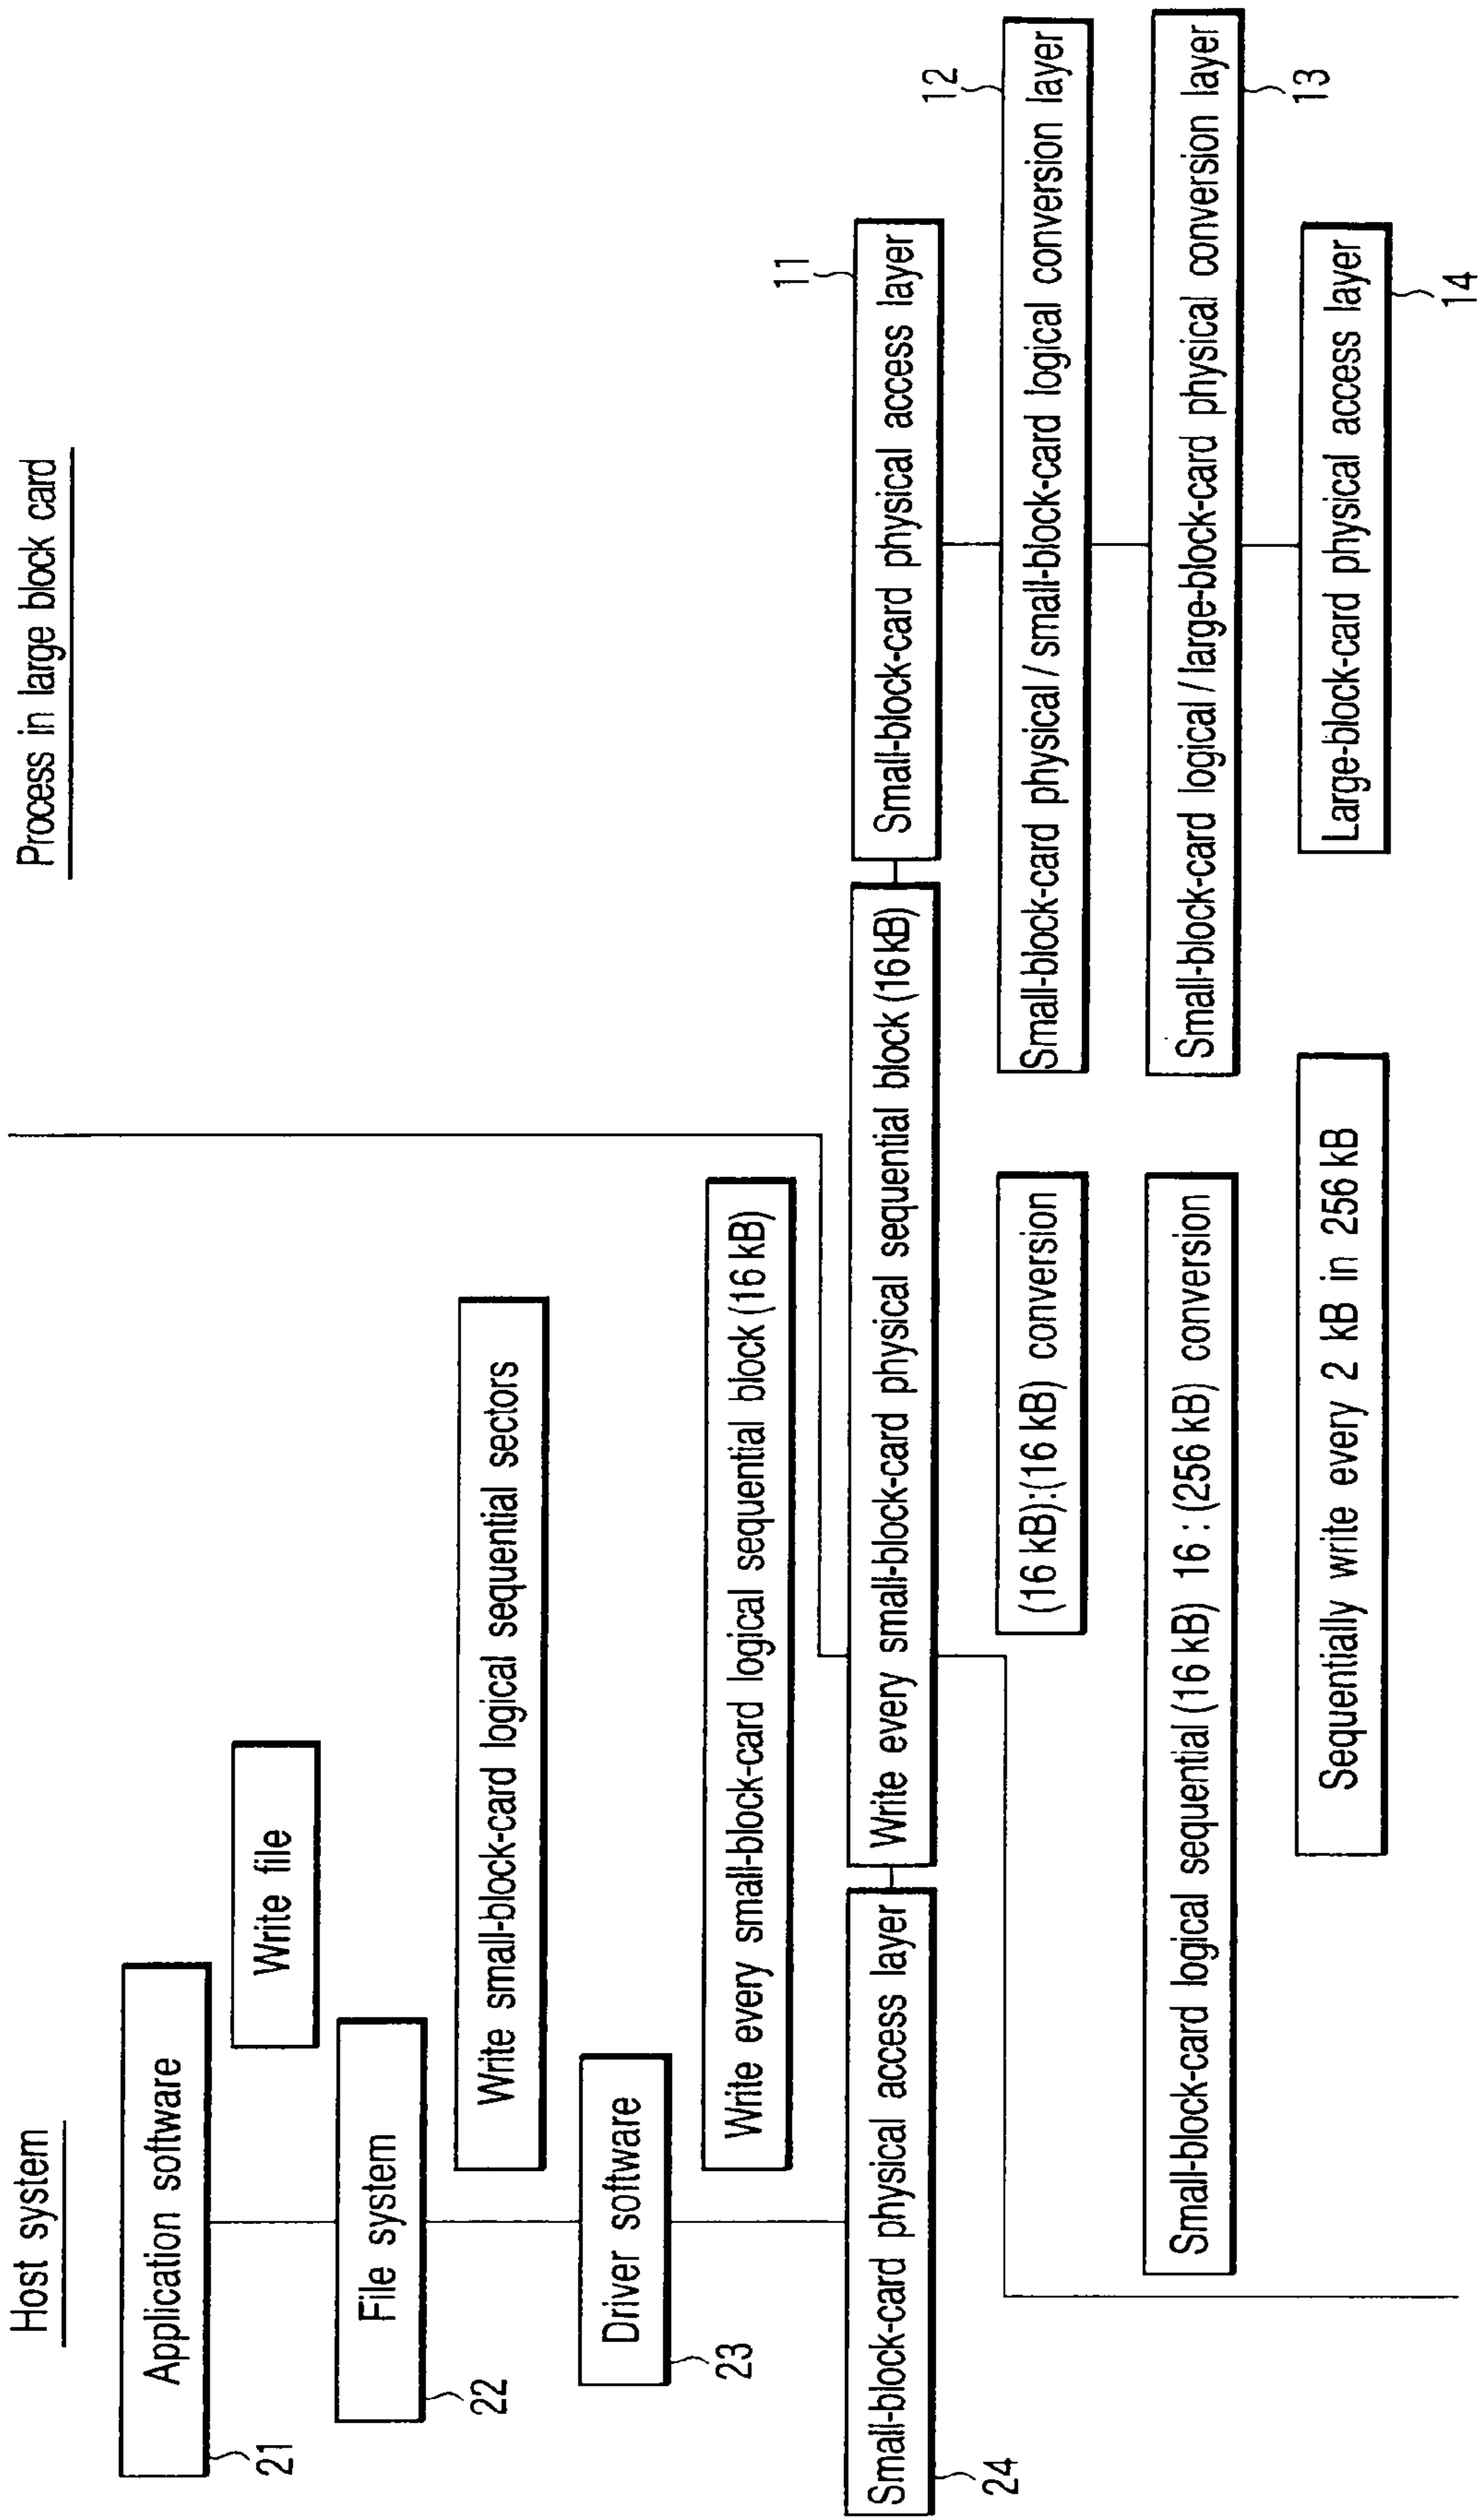 Host system
Process in large block card
Application software
21
Write file
File system
22
Write small-block-card logical sequential sectors
Driver software
23
Write every small-block-card logical sequential block (16 kB)
Small-block-card physical access layer
24
Write every small-block-card physical sequential block (16 kB)
Small-block-card physical access layer
11
(16 kB):(16 kB) conversion
Small-block-card physical / small-block-card logical conversion layer
12
Small-block-card logical sequential (16 kB) 16 : (256 kB) conversion
Small-block-card logical / large-block-card physical conversion layer
13
Sequentially write every 2 kB in 256 kB
Large-block-card physical access layer
14